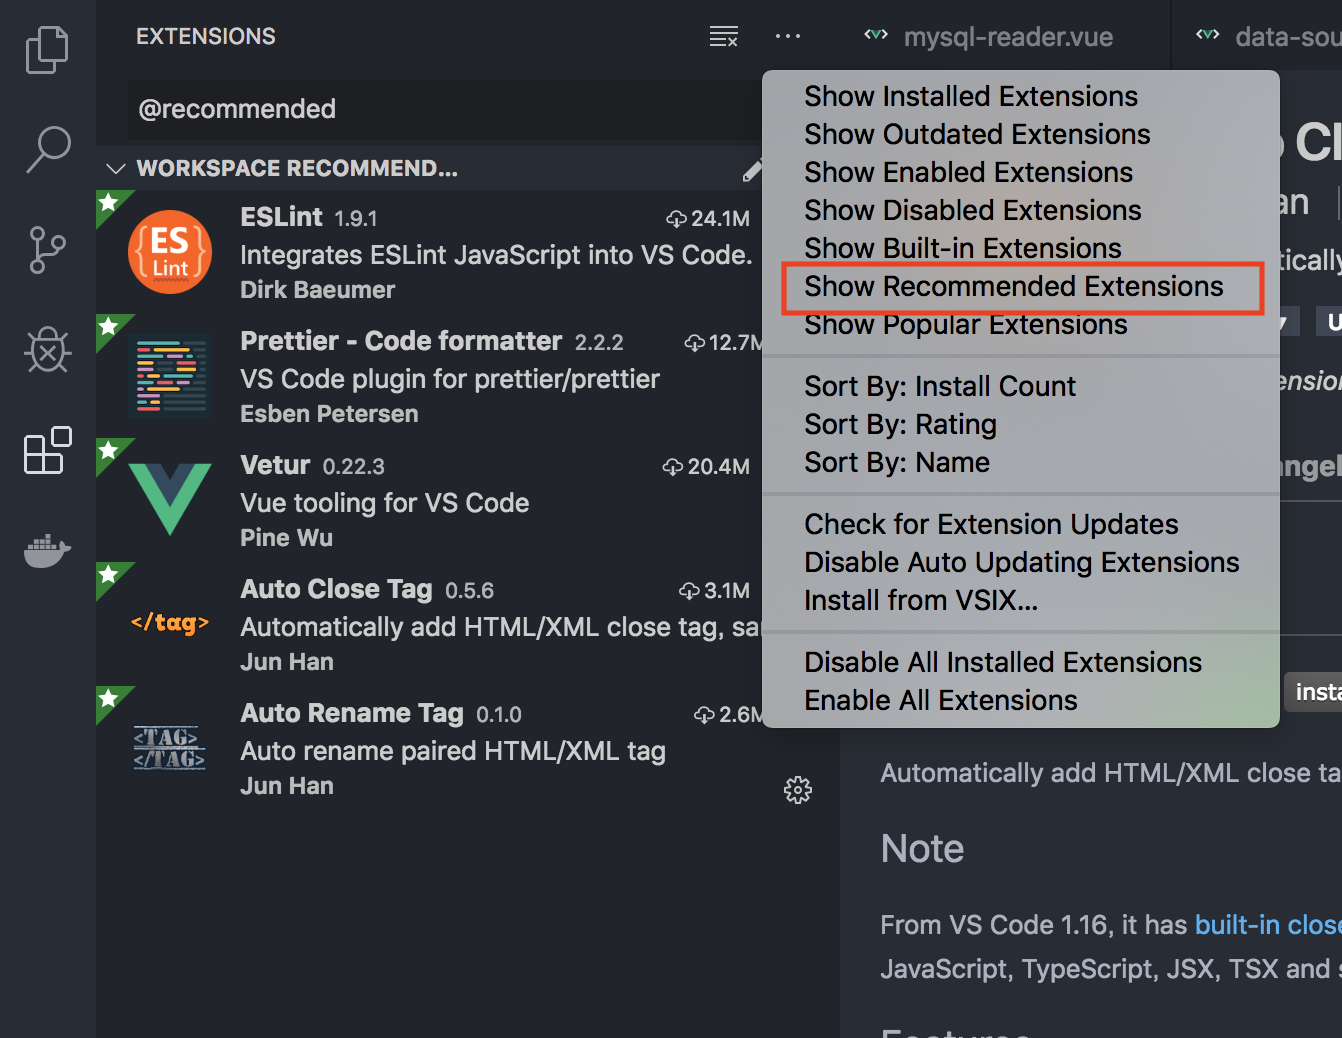 EXTENSIONS
mysql-reader.vue
data-sou
@recommended
WORKSPACE RECOMMEND...
ES
Lint
ESLint 1.9.1 24.1M
Integrates ESLint JavaScript into VS Code.
Dirk Baeumer
Prettier - Code formatter 2.2.2 12.7M
VS Code plugin for prettier/prettier
Esben Petersen
Vetur 0.22.3 20.4M
Vue tooling for VS Code
Pine Wu
</tag>
Auto Close Tag 0.5.6 3.1M
Automatically add HTML/XML close tag, sa
Jun Han
<TAG>
</TAG>
Auto Rename Tag 0.1.0 2.6M
Auto rename paired HTML/XML tag
Jun Han
Show Installed Extensions
Show Outdated Extensions
Show Enabled Extensions
Show Disabled Extensions
Show Built-in Extensions
Show Recommended Extensions
Show Popular Extensions
Sort By: Install Count
Sort By: Rating
Sort By: Name
Check for Extension Updates
Disable Auto Updating Extensions
Install from VSIX...
Disable All Installed Extensions
Enable All Extensions
Cl
an
tically
U
ension
angel
insta
Automatically add HTML/XML close ta
Note
From VS Code 1.16, it has built-in close
JavaScript, TypeScript, JSX, TSX and s
Features